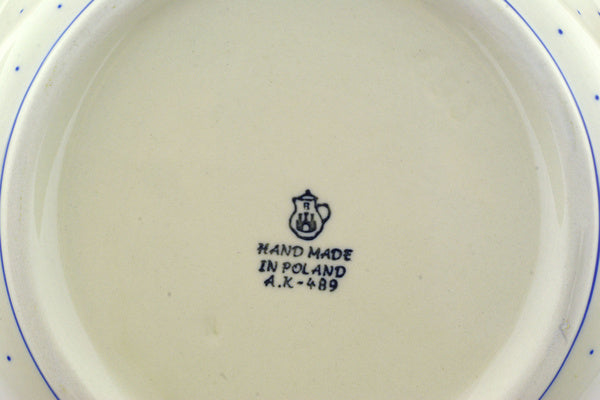 R
HAND MADE
IN POLAND
A.K-489